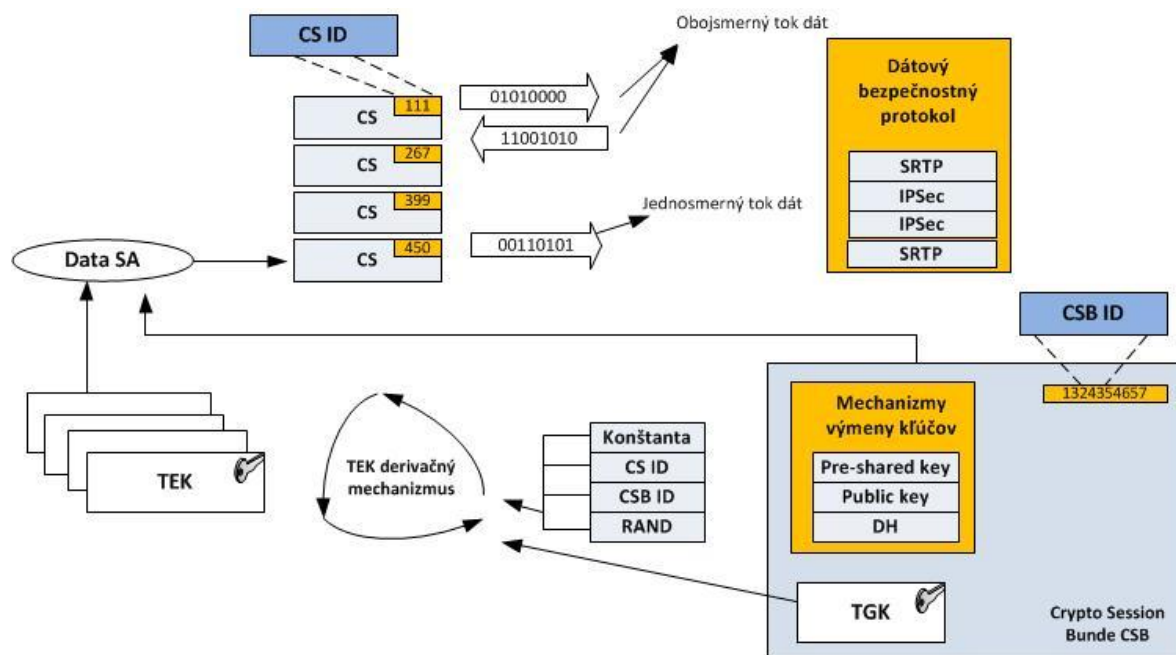 CS ID
Obojsmerný tok dát
111
CS
01010000
11001010
267
CS
399
CS
Jednosmerný tok dát
450
CS
00110101
Data SA
Dátový
bezpečnostný
protokol
SRTP
IPSec
IPSec
SRTP
CSB ID
1324354657
Mechanizmy
výmeny kľúčov
Pre-shared key
Public key
DH
TEK
TEK derivačný
mechanizmus
Konštanta
CS ID
CSB ID
RAND
TGK
Crypto Session
Bunde CSB